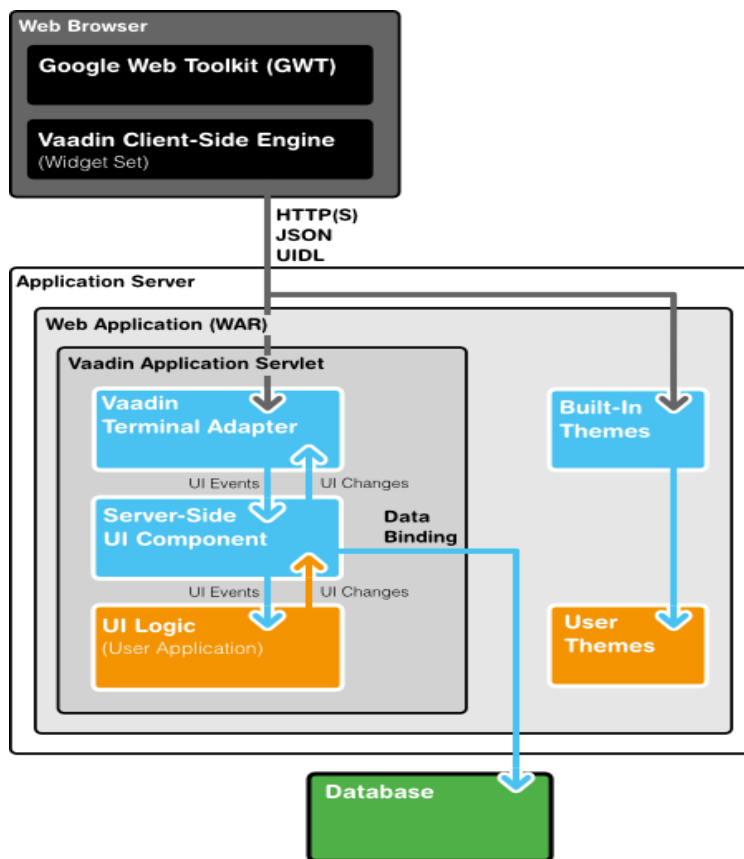 Web Browser
Google Web Toolkit (GWT)
Vaadin Client-Side Engine
(Widget Set)
HTTP(S)
JSON
UIDL
Application Server
Web Application (WAR)
Vaadin Application Servlet
Vaadin
Terminal Adapter
Built-In
Themes
UI Events
UI Changes
Server-Side
UI Component
Data
Binding
UI Events
UI Changes
UI Logic
(User Application)
User
Themes
Database